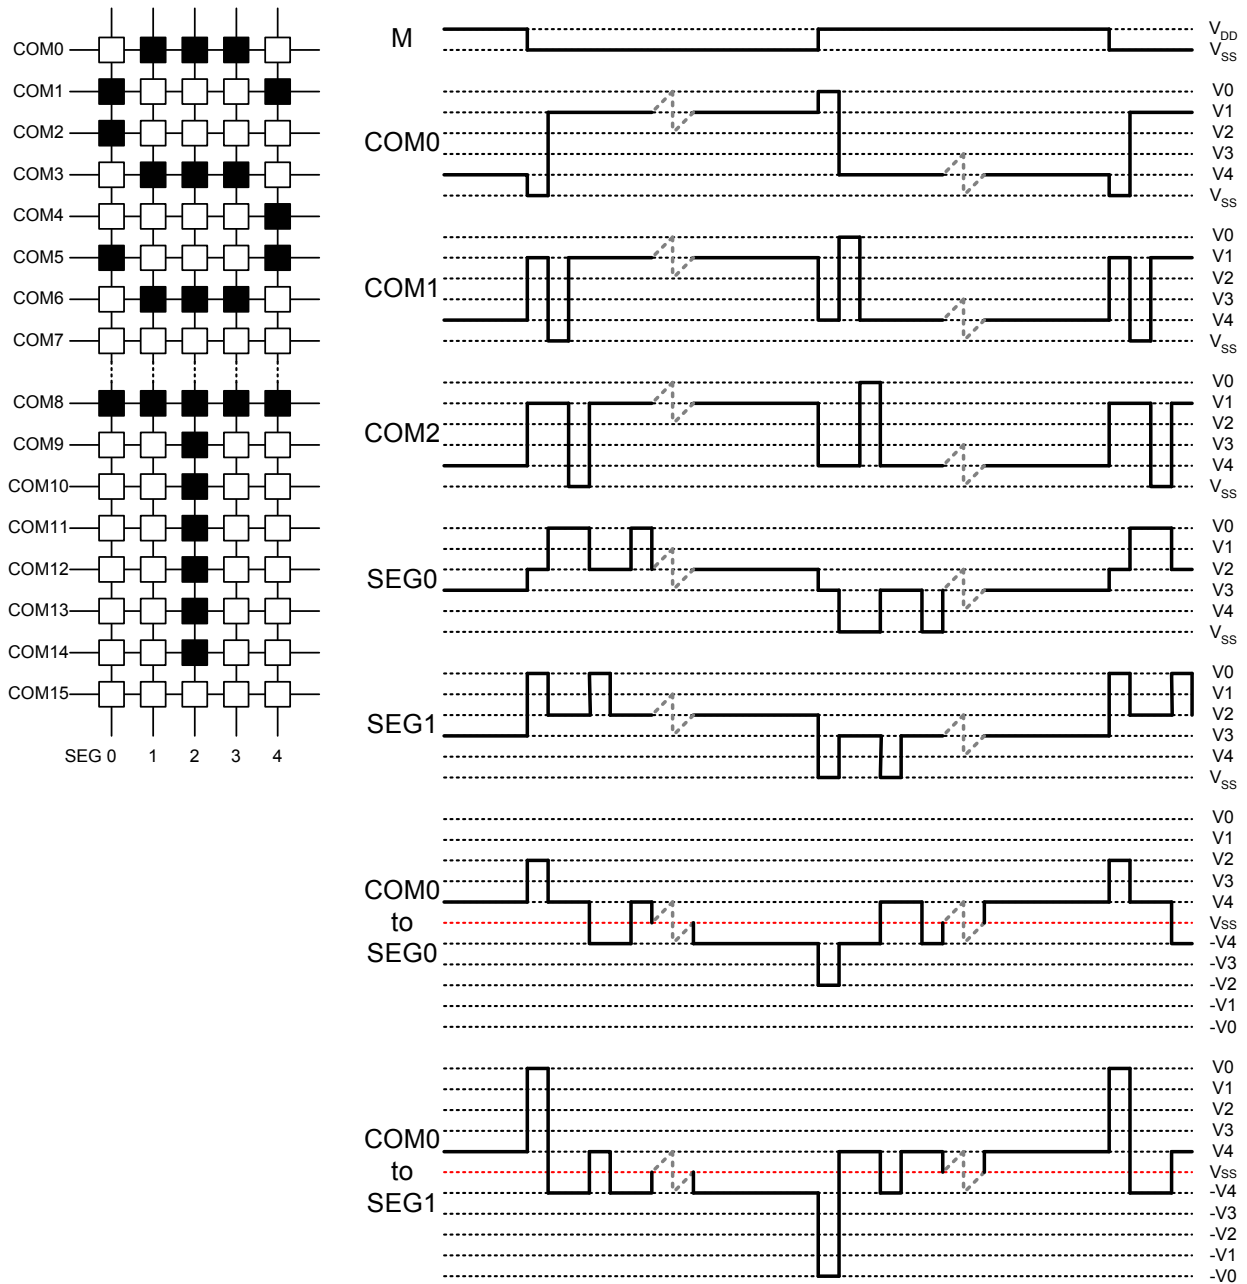 COM0
COM1
COM2
COM3
COM4
COM5
COM6
COM7
COM8
COM9
COM10
COM11
COM12
COM13
COM14
COM15
SEG 0 1 2 3 4
M
VDD
VSS
COM0
V0
V1
V2
V3
V4
VSS
COM1
V0
V1
V2
V3
V4
VSS
COM2
V0
V1
V2
V3
V4
VSS
SEG0
V0
V1
V2
V3
V4
VSS
SEG1
V0
V1
V2
V3
V4
VSS
COM0
to
SEG0
V0
V1
V2
V3
V4
VSS
-V4
-V3
-V2
-V1
-V0
COM0
to
SEG1
V0
V1
V2
V3
V4
VSS
-V4
-V3
-V2
-V1
-V0